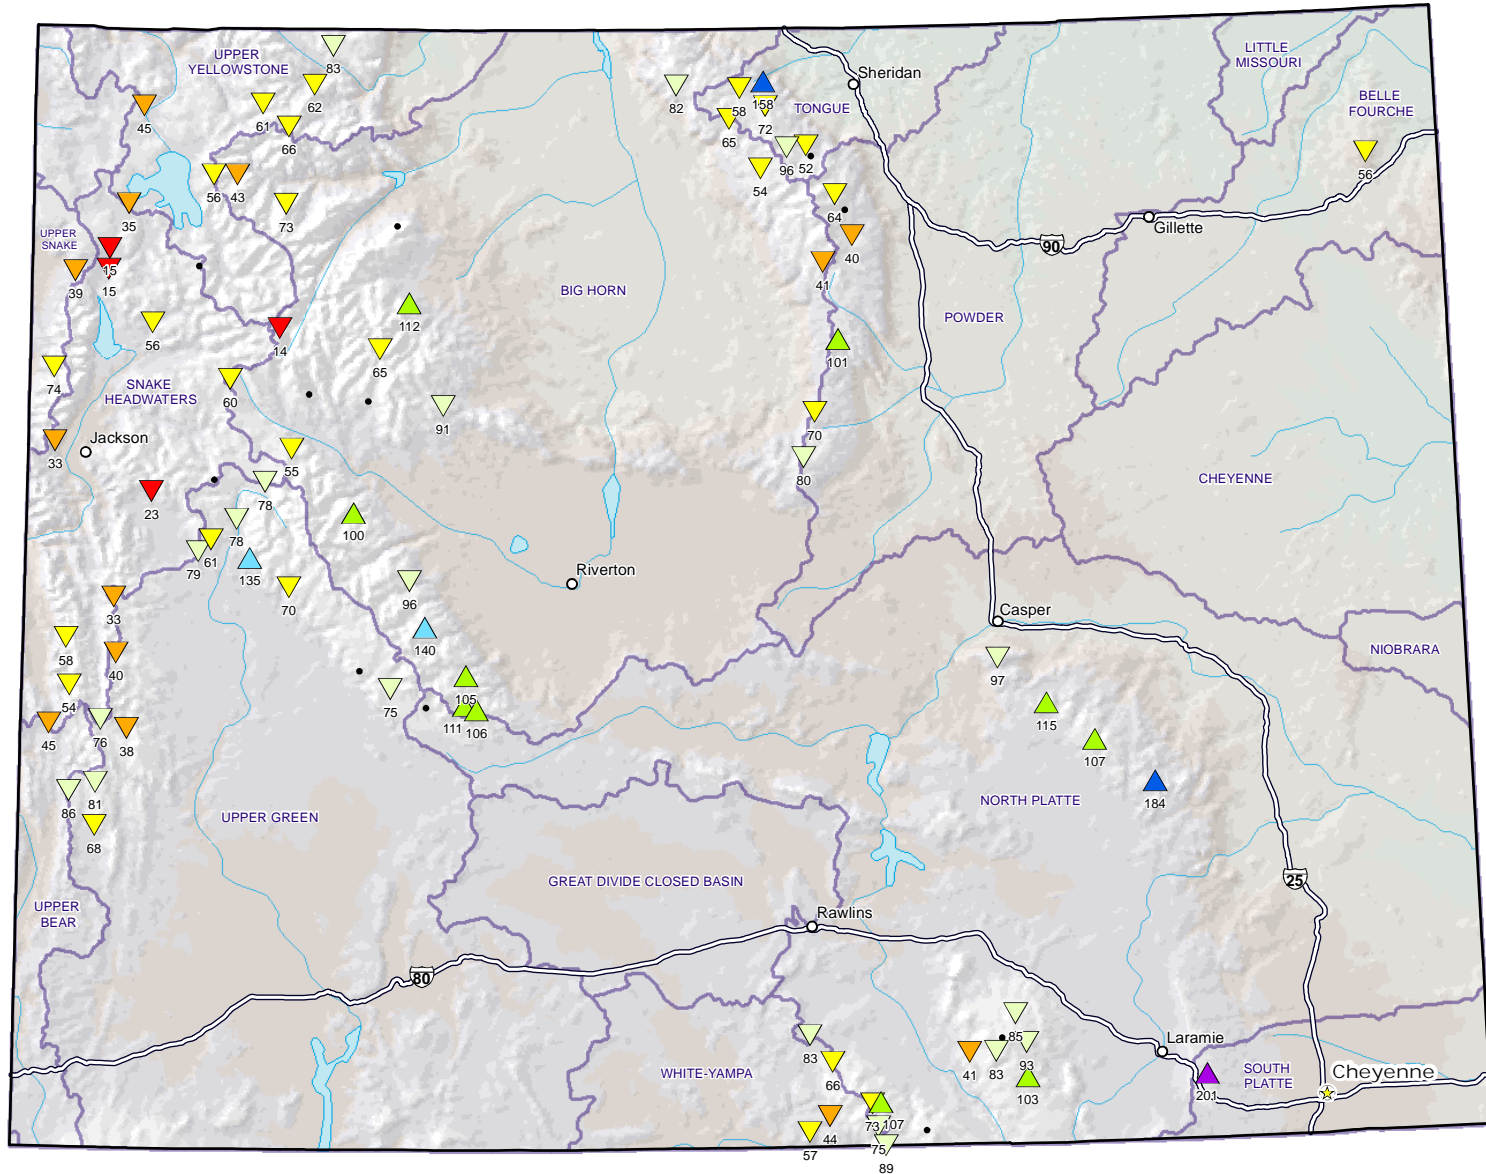 UPPER
YELLOWSTONE
83
62
61
66
45
56
43
73
35
UPPER
SNAKE
15
15
39
56
14
112
65
74
60
91
SNAKE
HEADWATERS
Jackson
33
55
78
23
78
61
79
135
70
100
96
140
33
58
40
54
45
76
38
75
105
111
106
81
86
68
UPPER GREEN
UPPER
BEAR
BIG HORN
Riverton
82
58
158
72
TONGUE
65
96
52
54
64
40
41
101
70
80
Sheridan
LITTLE
MISSOURI
BELLE
FOURCHE
56
Gillette
90
POWDER
CHEYENNE
Casper
NIOBRARA
97
115
107
184
NORTH PLATTE
GREAT DIVIDE CLOSED BASIN
Rawlins
25
80
WHITE-YAMPA
83
66
44
57
73
107
75
89
85
41
83
93
103
Laramie
201
SOUTH
PLATTE
Cheyenne